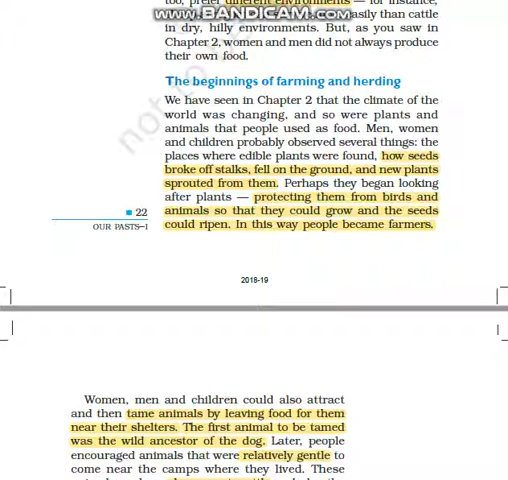 too, prefer different environments — for instance,
www.BANDICAM.com easily than cattle
in dry, hilly environments. But, as you saw in
Chapter 2, women and men did not always produce
their own food.
The beginnings of farming and herding
We have seen in Chapter 2 that the climate of the
world was changing, and so were plants and
animals that people used as food. Men, women
and children probably observed several things: the
places where edible plants were found, how seeds
broke off stalks, fell on the ground, and new plants
sprouted from them. Perhaps they began looking
after plants — protecting them from birds and
animals so that they could grow and the seeds
could ripen. In this way people became farmers.
not to
22
OUR PASTS–I
2018-19
Women, men and children could also attract
and then tame animals by leaving food for them
near their shelters. The first animal to be tamed
was the wild ancestor of the dog. Later, people
encouraged animals that were relatively gentle to
come near the camps where they lived. These